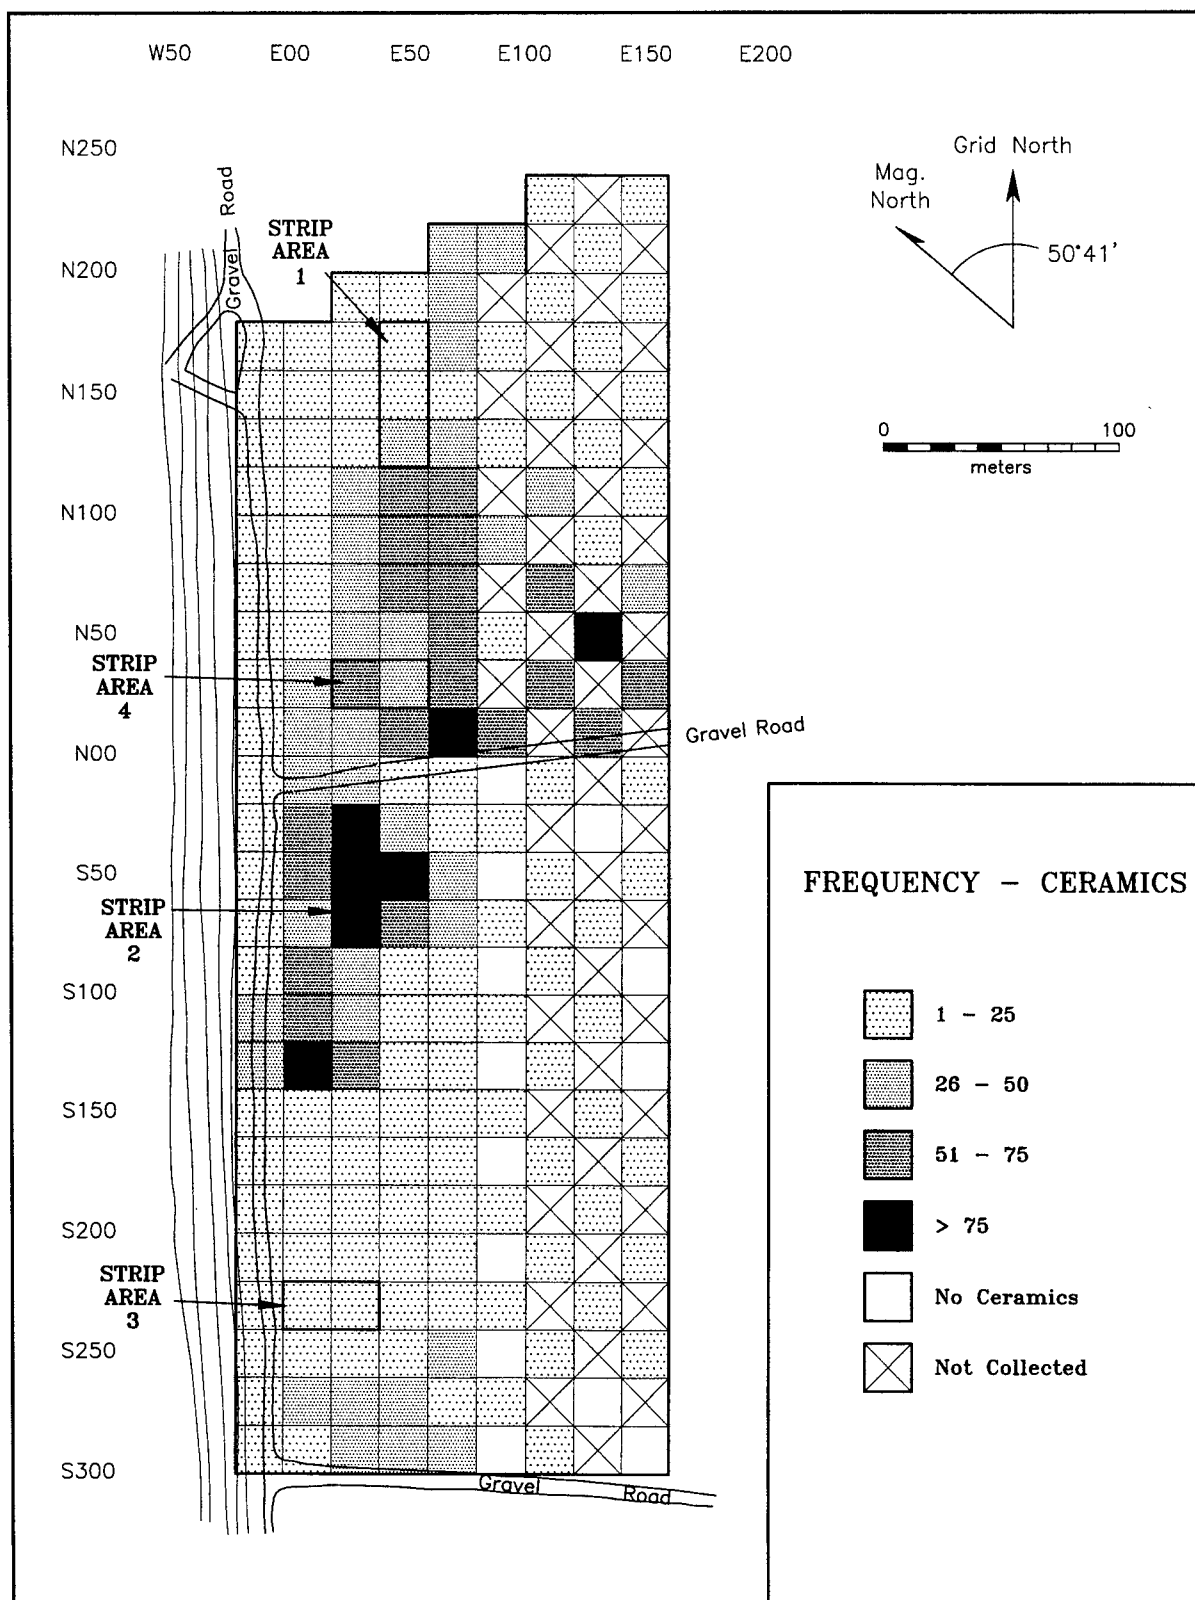 W50 E00 E50 E100 E150 E200
N250
Grid North
Mag.
North
50°41'
Gravel Road
STRIP
AREA
1
N200
N150
0 100
meters
N100
N50
STRIP
AREA
4
Gravel Road
N00
S50
STRIP
AREA
2
S100
S150
S200
STRIP
AREA
3
S250
S300
Gravel Road
FREQUENCY – CERAMICS
1 – 25
26 – 50
51 – 75
> 75
No Ceramics
Not Collected